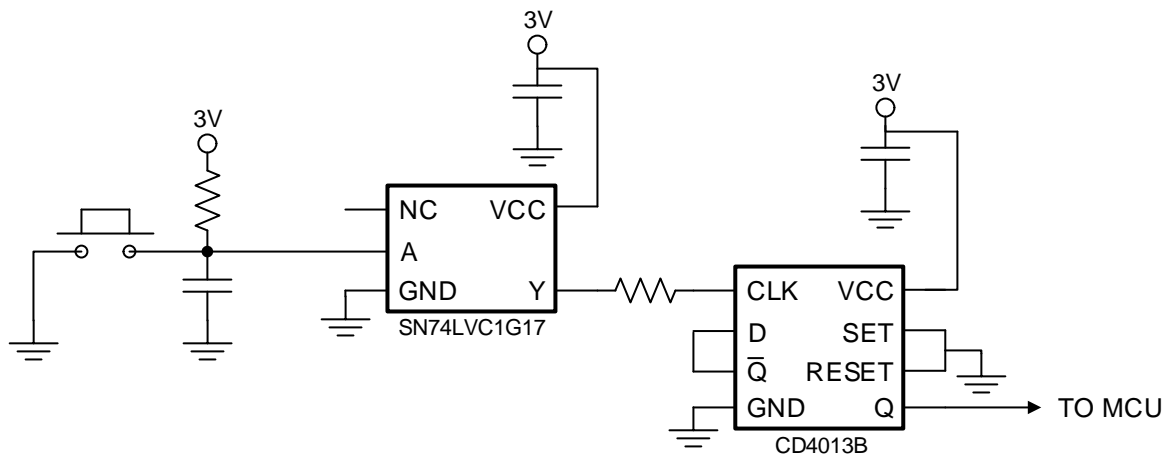 3V
3V
3V
NC
VCC
A
GND
Y
SN74LVC1G17
CLK
VCC
D
SET
Q̅
RESET
GND
Q
TO MCU
CD4013B